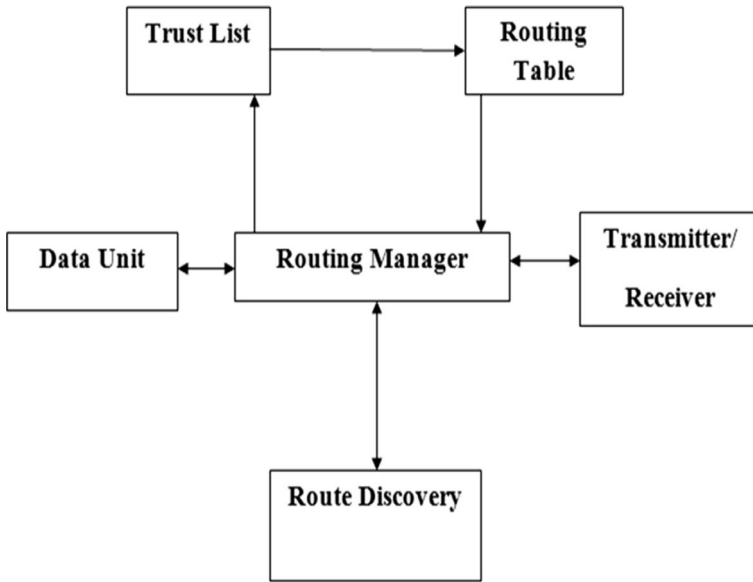 Trust List
Routing
Table
Data Unit
Routing Manager
Transmitter/
Receiver
Route Discovery